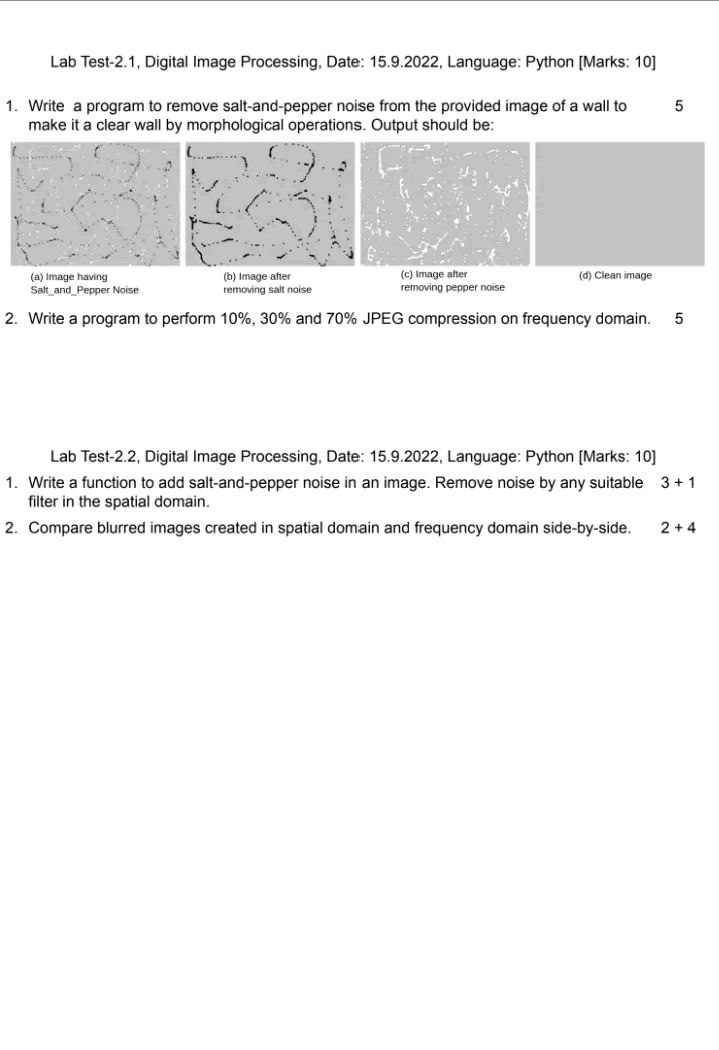 Lab Test-2.1, Digital Image Processing, Date: 15.9.2022, Language: Python [Marks: 10]
1. Write a program to remove salt-and-pepper noise from the provided image of a wall to 5
make it a clear wall by morphological operations. Output should be:
(a) Image having
Salt_and_Pepper Noise
(b) Image after
removing salt noise
(c) Image after
removing pepper noise
(d) Clean image
2. Write a program to perform 10%, 30% and 70% JPEG compression on frequency domain. 5
Lab Test-2.2, Digital Image Processing, Date: 15.9.2022, Language: Python [Marks: 10]
1. Write a function to add salt-and-pepper noise in an image. Remove noise by any suitable 3 + 1
filter in the spatial domain.
2. Compare blurred images created in spatial domain and frequency domain side-by-side. 2 + 4